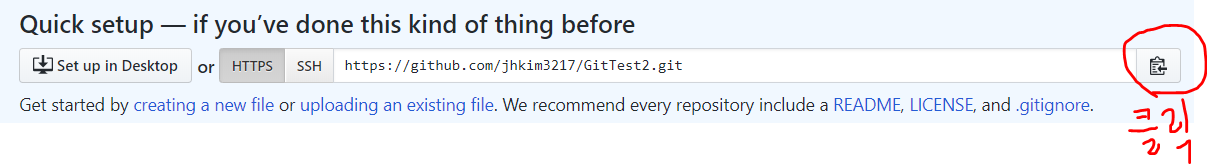 Quick setup — if you’ve done this kind of thing before
Set up in Desktop or HTTPS SSH https://github.com/jhkim3217/GitTest2.git
Get started by creating a new file or uploading an existing file. We recommend every repository include a README, LICENSE, and .gitignore.
클릭